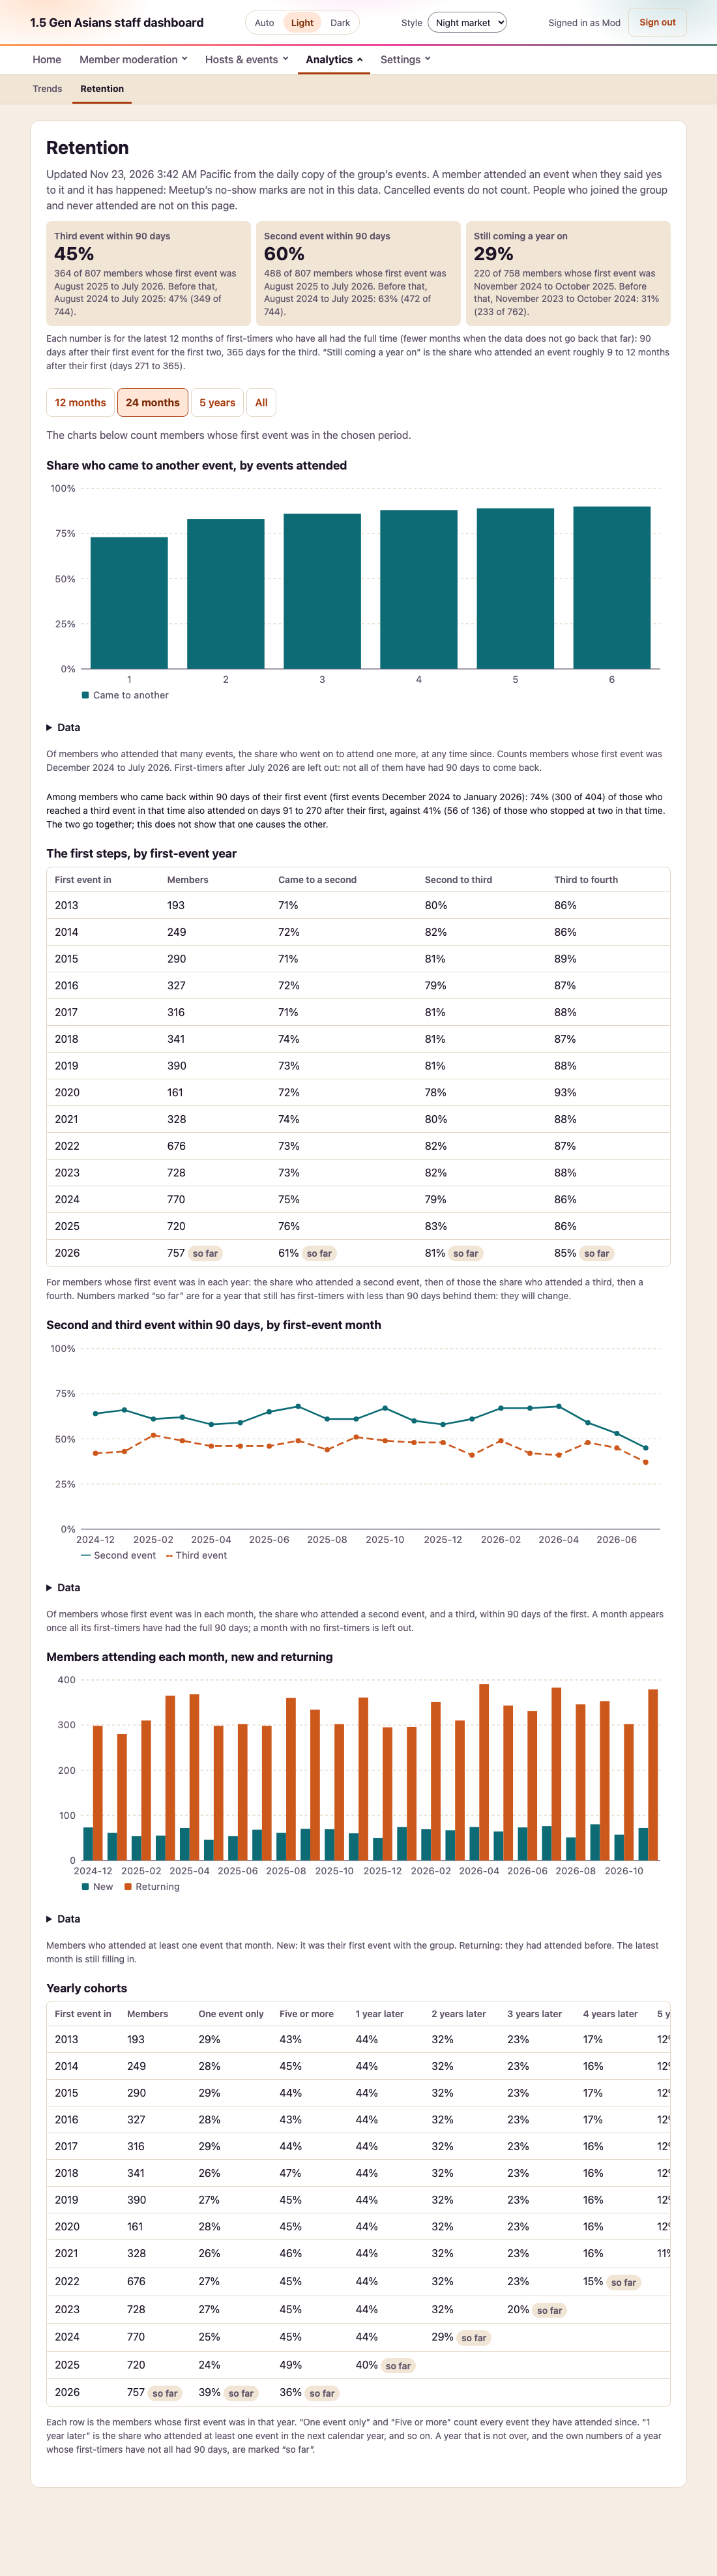 1.5 Gen Asians staff dashboard
Auto Light Dark
Style Night market
Signed in as Mod
Sign out
Home Member moderation Hosts & events Analytics Settings
Trends Retention
Retention
Updated Nov 23, 2026 3:42 AM Pacific from the daily copy of the group's events. A member attended an event when they said yes
to it and it has happened: Meetup's no-show marks are not in this data. Cancelled events do not count. People who joined the group
and never attended are not on this page.
Third event within 90 days
45%
364 of 807 members whose first event was
August 2025 to July 2026. Before that,
August 2024 to July 2025: 47% (349 of
744).
Second event within 90 days
60%
488 of 807 members whose first event was
August 2025 to July 2026. Before that,
August 2024 to July 2025: 63% (472 of
744).
Still coming a year on
29%
220 of 758 members whose first event was
November 2024 to October 2025. Before
that, November 2023 to October 2024: 31%
(233 of 762).
Each number is for the latest 12 months of first-timers who have all had the full time (fewer months when the data does not go back that far): 90
days after their first event for the first two, 365 days for the third. "Still coming a year on" is the share who attended an event roughly 9 to 12 months
after their first (days 271 to 365).
12 months 24 months 5 years All
The charts below count members whose first event was in the chosen period.
Share who came to another event, by events attended
100%
75%
50%
25%
0%
1 2 3 4 5 6
Came to another
Data
Of members who attended that many events, the share who went on to attend one more, at any time since. Counts members whose first event was
December 2024 to July 2026. First-timers after July 2026 are left out: not all of them have had 90 days to come back.
Among members who came back within 90 days of their first event (first events December 2024 to January 2026): 74% (300 of 404) of those who
reached a third event in that time also attended on days 91 to 270 after their first, against 41% (56 of 136) of those who stopped at two in that time.
The two go together; this does not show that one causes the other.
The first steps, by first-event year
First event in Members Came to a second Second to third Third to fourth
2013 193 71% 80% 86%
2014 249 72% 82% 86%
2015 290 71% 81% 89%
2016 327 72% 79% 87%
2017 316 71% 81% 88%
2018 341 74% 81% 87%
2019 390 73% 81% 88%
2020 161 72% 78% 93%
2021 328 74% 80% 88%
2022 676 73% 82% 87%
2023 728 73% 82% 88%
2024 770 75% 79% 86%
2025 720 76% 83% 86%
2026 757 so far 61% so far 81% so far 85% so far
For members whose first event was in each year: the share who attended a second event, then of those the share who attended a third, then a
fourth. Numbers marked "so far" are for a year that still has first-timers with less than 90 days behind them: they will change.
Second and third event within 90 days, by first-event month
100%
75%
50%
25%
0%
2024-12 2025-02 2025-04 2025-06 2025-08 2025-10 2025-12 2026-02 2026-04 2026-06
Second event Third event
Data
Of members whose first event was in each month, the share who attended a second event, and a third, within 90 days of the first. A month appears
once all its first-timers have had the full 90 days; a month with no first-timers is left out.
Members attending each month, new and returning
400
300
200
100
0
2024-12 2025-02 2025-04 2025-06 2025-08 2025-10 2025-12 2026-02 2026-04 2026-06 2026-08 2026-10
New Returning
Data
Members who attended at least one event that month. New: it was their first event with the group. Returning: they had attended before. The latest
month is still filling in.
Yearly cohorts
First event in Members One event only Five or more 1 year later 2 years later 3 years later 4 years later 5 y
2013 193 29% 43% 44% 32% 23% 17% 12%
2014 249 28% 45% 44% 32% 23% 16% 12%
2015 290 29% 44% 44% 32% 23% 17% 12%
2016 327 28% 43% 44% 32% 23% 17% 12%
2017 316 29% 44% 44% 32% 23% 16% 12%
2018 341 26% 47% 44% 32% 23% 16% 12%
2019 390 27% 45% 44% 32% 23% 16% 12%
2020 161 28% 45% 44% 32% 23% 16% 12%
2021 328 26% 46% 44% 32% 23% 16% 11%
2022 676 27% 45% 44% 32% 23% 15% so far
2023 728 27% 45% 44% 32% 20% so far
2024 770 25% 45% 44% 29% so far
2025 720 24% 49% 40% so far
2026 757 so far 39% so far 36% so far
Each row is the members whose first event was in that year. "One event only" and "Five or more" count every event they have attended since. "1
year later" is the share who attended at least one event in the next calendar year, and so on. A year that is not over, and the own numbers of a year
whose first-timers have not all had 90 days, are marked "so far".